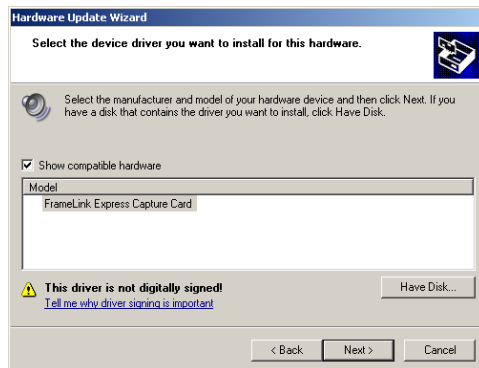 Hardware Update Wizard
Select the device driver you want to install for this hardware.
Select the manufacturer and model of your hardware device and then click Next. If you
have a disk that contains the driver you want to install, click Have Disk.
Show compatible hardware
Model
FrameLink Express Capture Card
This driver is not digitally signed!
Have Disk...
Tell me why driver signing is important
< Back
Next >
Cancel